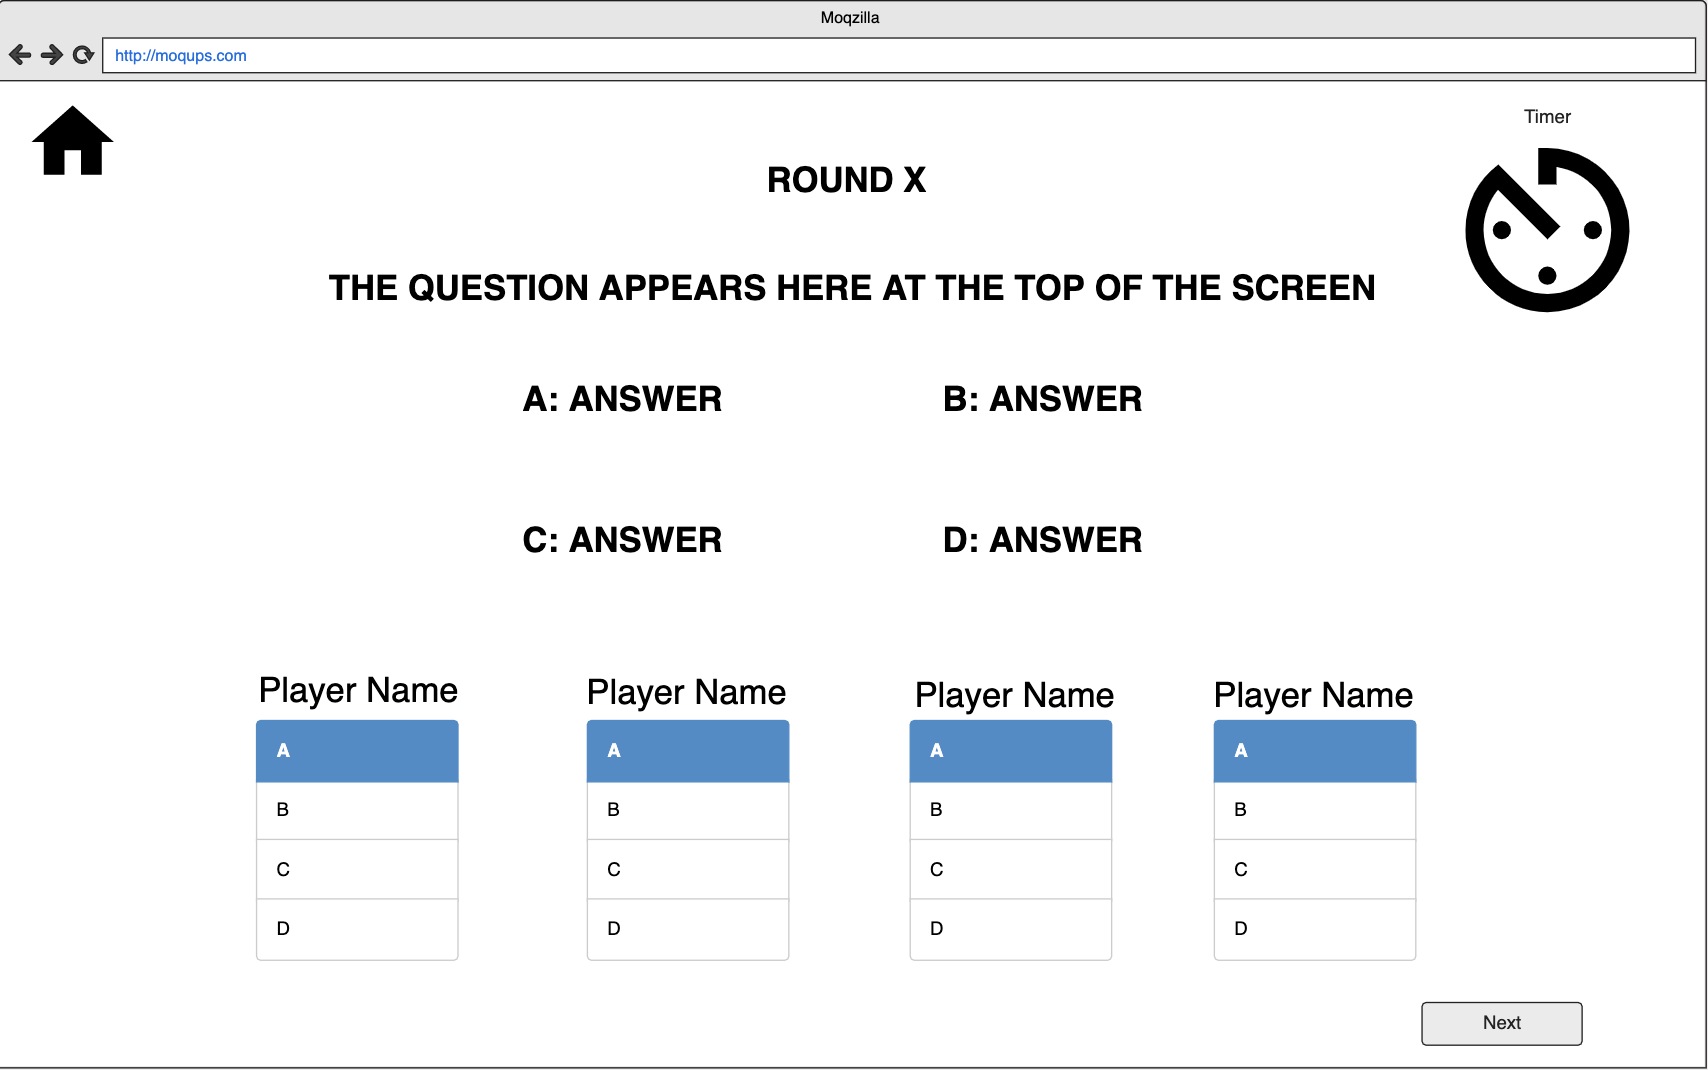 Moqzilla
http://moqups.com
Timer
ROUND X
THE QUESTION APPEARS HERE AT THE TOP OF THE SCREEN
A: ANSWER B: ANSWER
C: ANSWER D: ANSWER
Player Name Player Name Player Name Player Name
A A A A
B B B B
C C C C
D D D D
Next